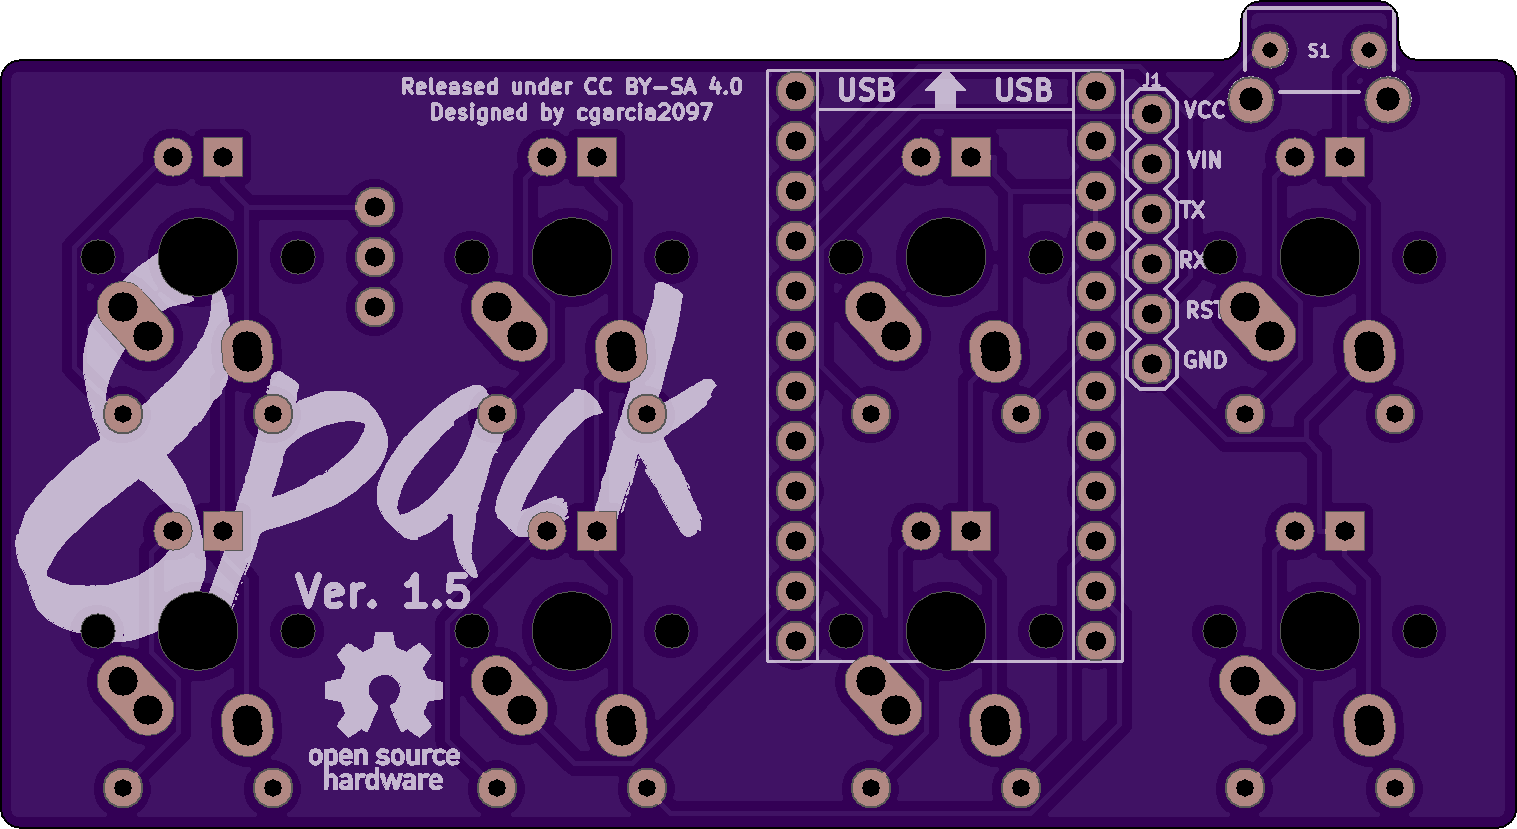 Released under CC BY-SA 4.0
Designed by cgarcia2097
USB USB
S1
J1
VCC
VIN
TX
RX
RST
GND
8pack
Ver. 1.5
open source
hardware